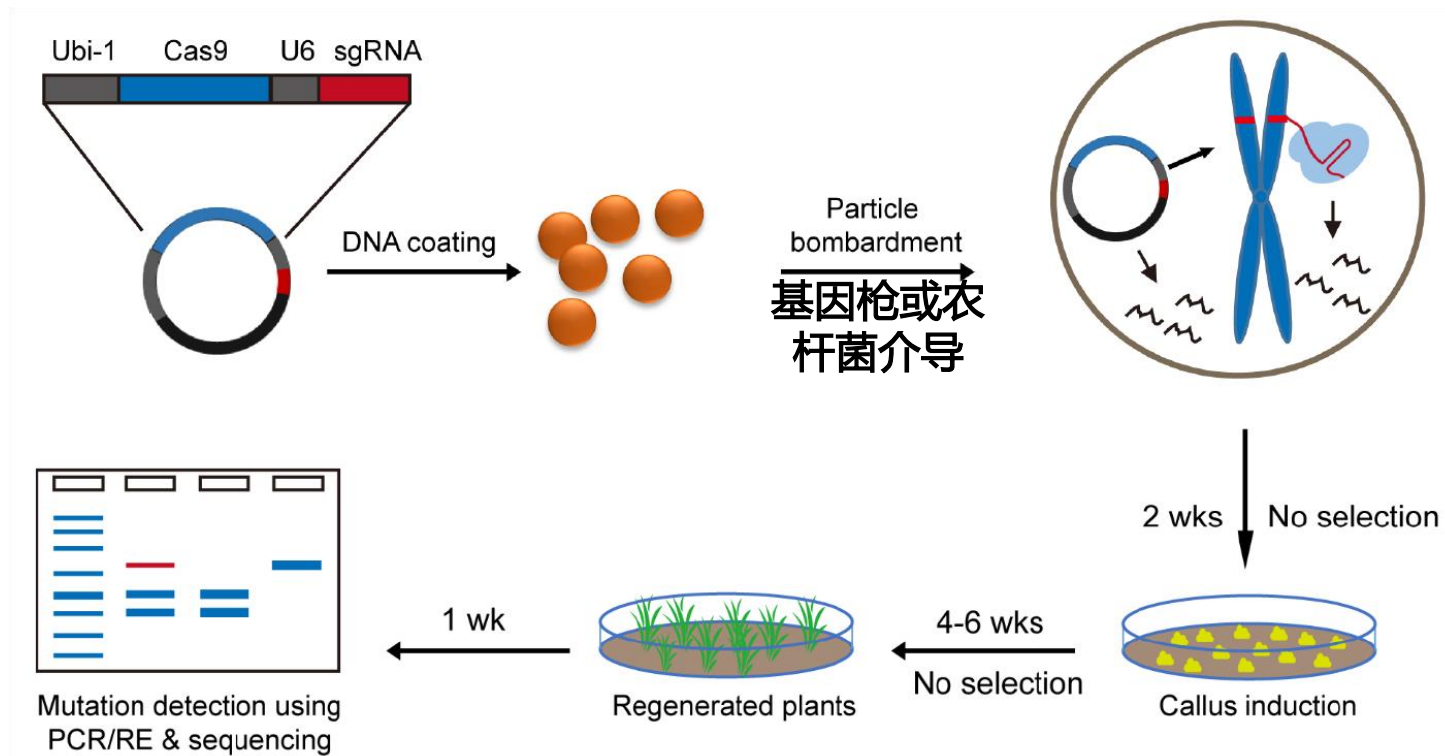 Ubi-1 Cas9 U6 sgRNA
DNA coating
Particle
bombardment
基因枪或农
杆菌介导
2 wks No selection
Callus induction
4-6 wks
No selection
Regenerated plants
1 wk
Mutation detection using
PCR/RE & sequencing